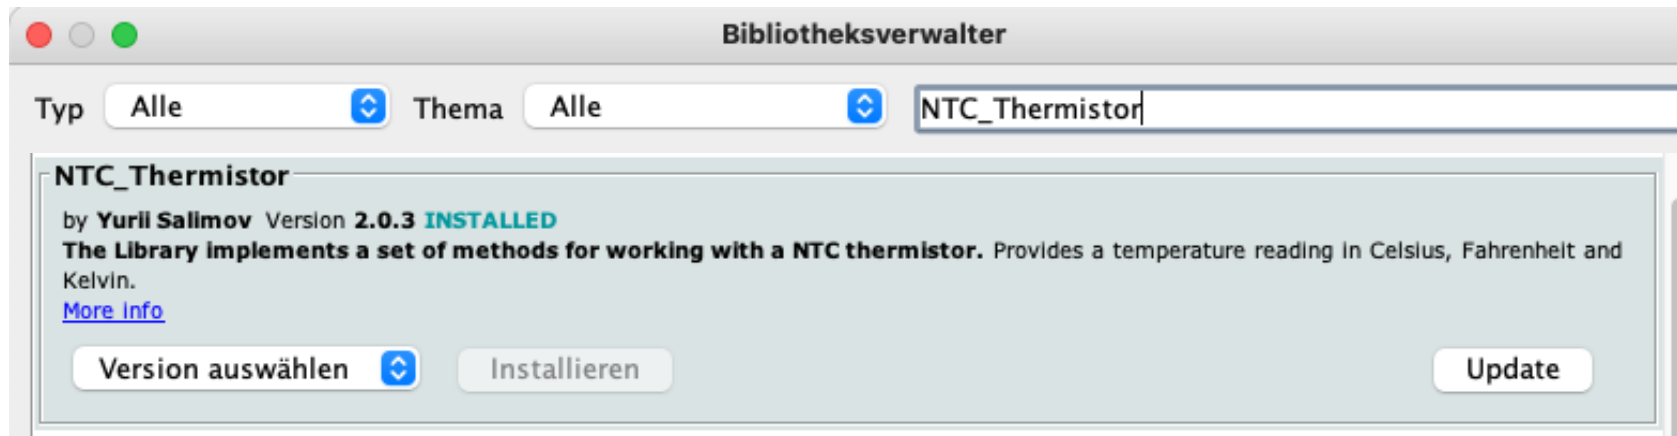 Bibliotheksverwalter
Typ Alle Thema Alle NTC_Thermistor
NTC_Thermistor
by Yurii Salimov Version 2.0.3 INSTALLED
The Library implements a set of methods for working with a NTC thermistor. Provides a temperature reading in Celsius, Fahrenheit and
Kelvin.
More info
Version auswählen Installieren Update